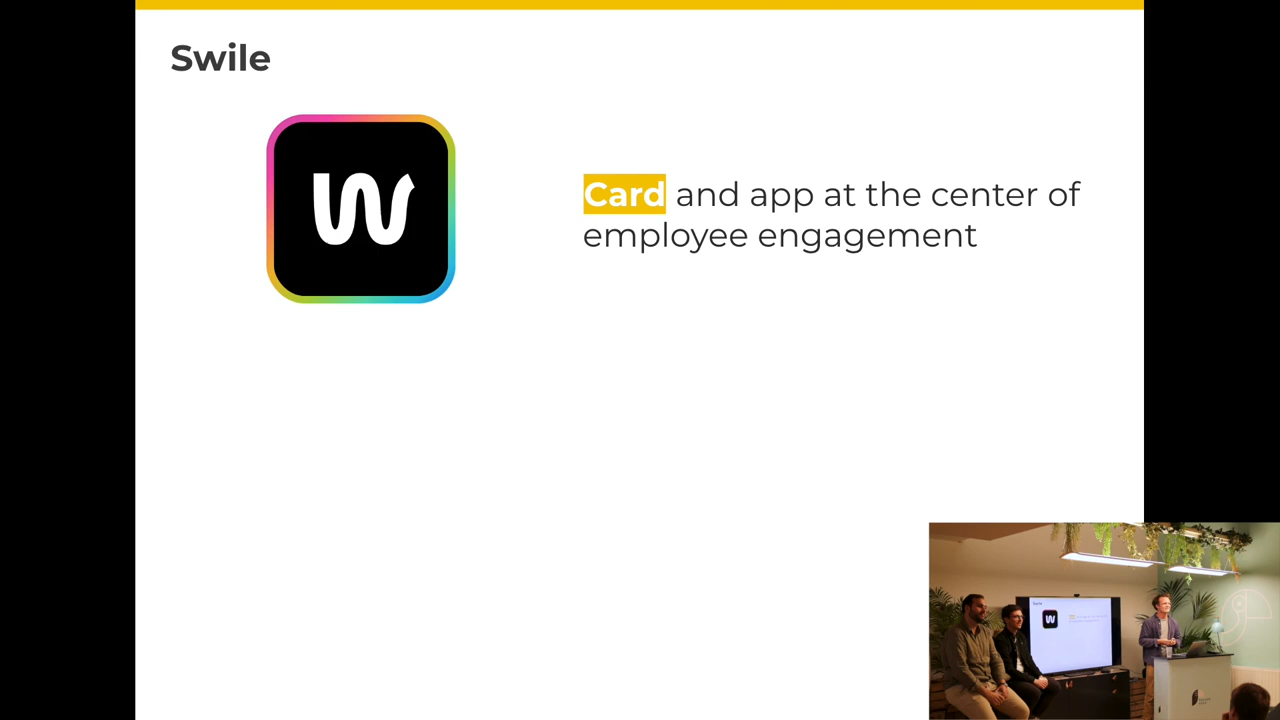 Swile
W
Card and app at the center of
employee engagement